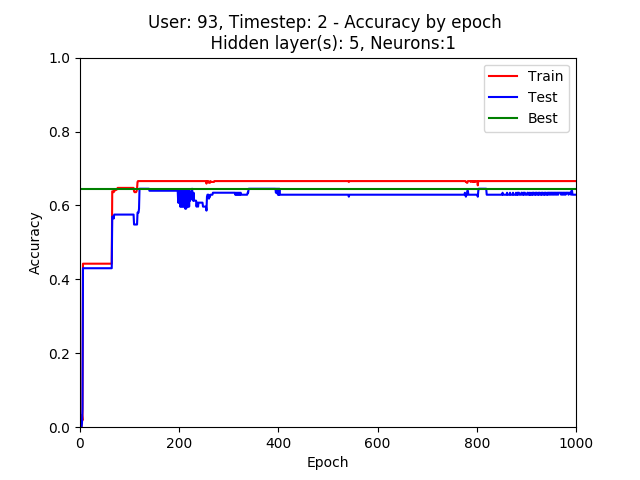 User: 93, Timestep: 2 - Accuracy by epoch
Hidden layer(s): 5, Neurons:1
1.0
0.8
0.6
0.4
0.2
0.0
Accuracy
Train
Test
Best
0
200
400
600
800
1000
Epoch